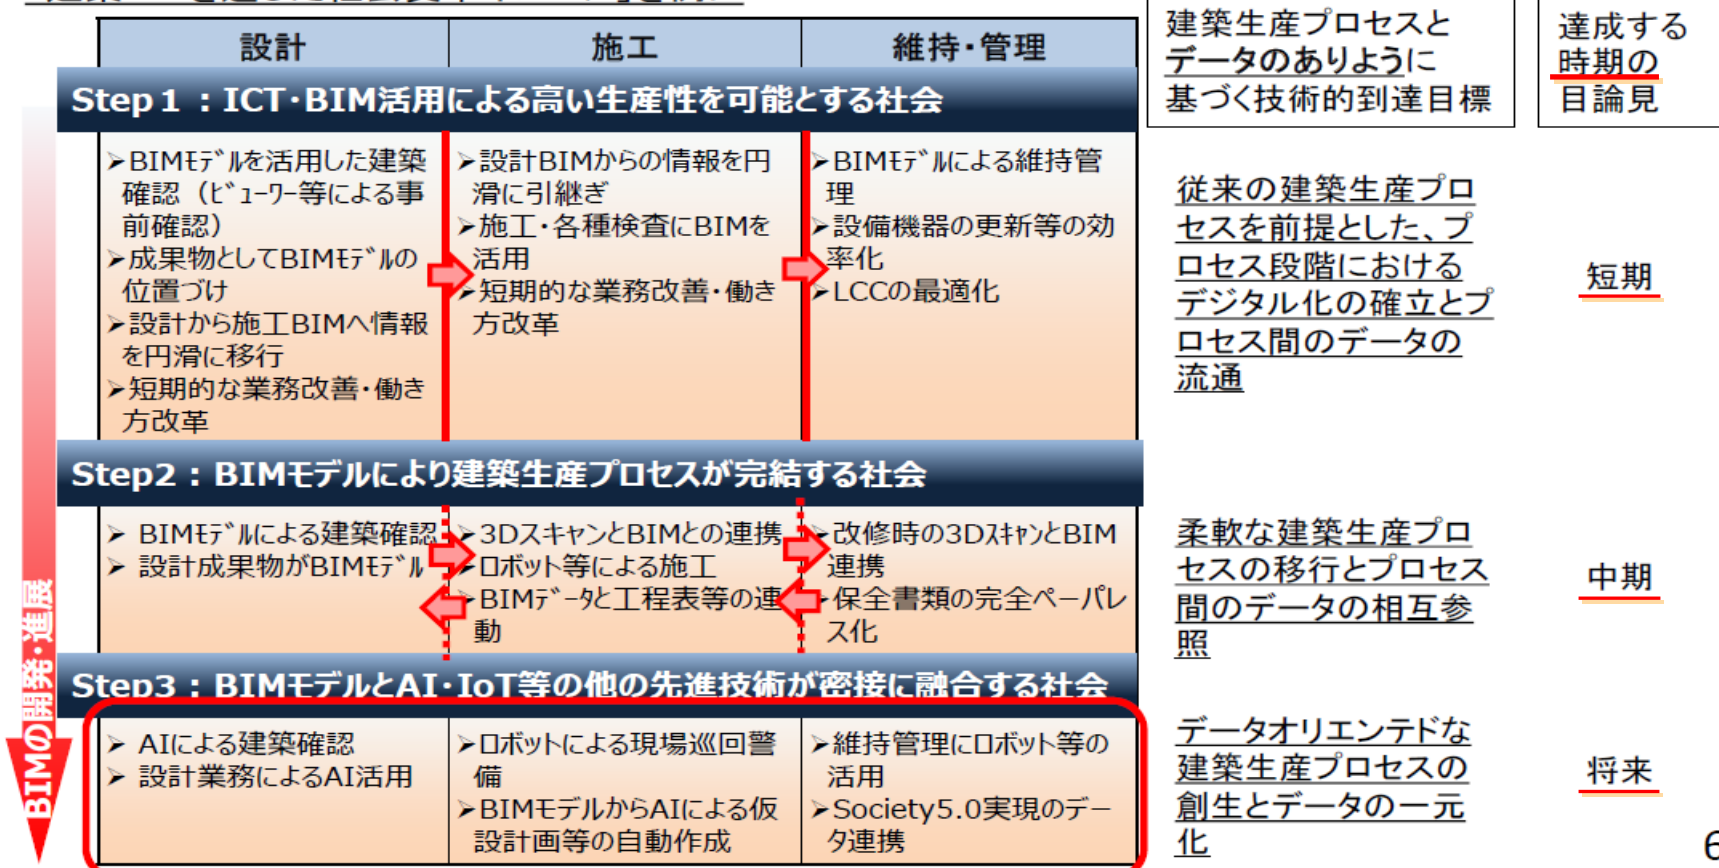 設計
施工
維持・管理
建築生産プロセスと
データのありように
基づく技術的到達目標
達成する
時期の
目論見
Step1：ICT・BIM活用による高い生産性を可能とする社会
➢BIMﾓﾃﾞﾙを活用した建築
確認（ﾋﾞｭｰﾜｰ等による事
前確認）
➢成果物としてBIMﾓﾃﾞﾙの
位置づけ
➢設計から施工BIMへ情報
を円滑に移行
➢短期的な業務改善・働き
方改革
➢設計BIMからの情報を円
滑に引継ぎ
➢施工・各種検査にBIMを
活用
➢短期的な業務改善・働き
方改革
➢BIMﾓﾃﾞﾙによる維持管
理
➢設備機器の更新等の効
率化
➢LCCの最適化
従来の建築生産プロ
セスを前提とした、プ
ロセス段階における
デジタル化の確立とプ
ロセス間のデータの
流通
短期
Step2：BIMモデルにより建築生産プロセスが完結する社会
➢ BIMﾓﾃﾞﾙによる建築確認
➢ 設計成果物がBIMﾓﾃﾞﾙ
➢3DスキャンとBIMとの連携
➢ロボット等による施工
➢BIMﾃﾞｰﾀと工程表等の連
動
➢改修時の3DｽｷｬﾝとBIM
連携
➢保全書類の完全ペーパレ
ス化
柔軟な建築生産プロ
セスの移行とプロセス
間のデータの相互参
照
中期
Step3：BIMモデルとAI・IoT等の他の先進技術が密接に融合する社会
➢ AIによる建築確認
➢ 設計業務によるAI活用
➢ロボットによる現場巡回警
備
➢BIMモデルからAIによる仮
設計画等の自動作成
➢維持管理にロボット等の
活用
➢Society5.0実現のデー
タ連携
データオリエンテドな
建築生産プロセスの
創生とデータの一元
化
将来
BIMの開発・進展
6